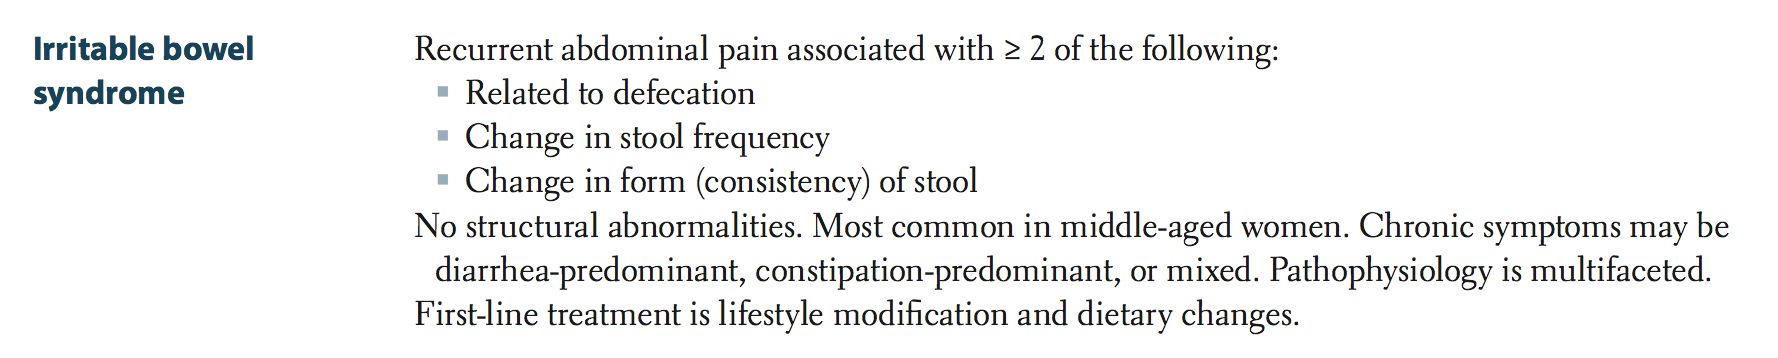 Irritable bowel
syndrome
Recurrent abdominal pain associated with ≥ 2 of the following:
▪ Related to defecation
▪ Change in stool frequency
▪ Change in form (consistency) of stool
No structural abnormalities. Most common in middle-aged women. Chronic symptoms may be
diarrhea-predominant, constipation-predominant, or mixed. Pathophysiology is multifaceted.
First-line treatment is lifestyle modification and dietary changes.